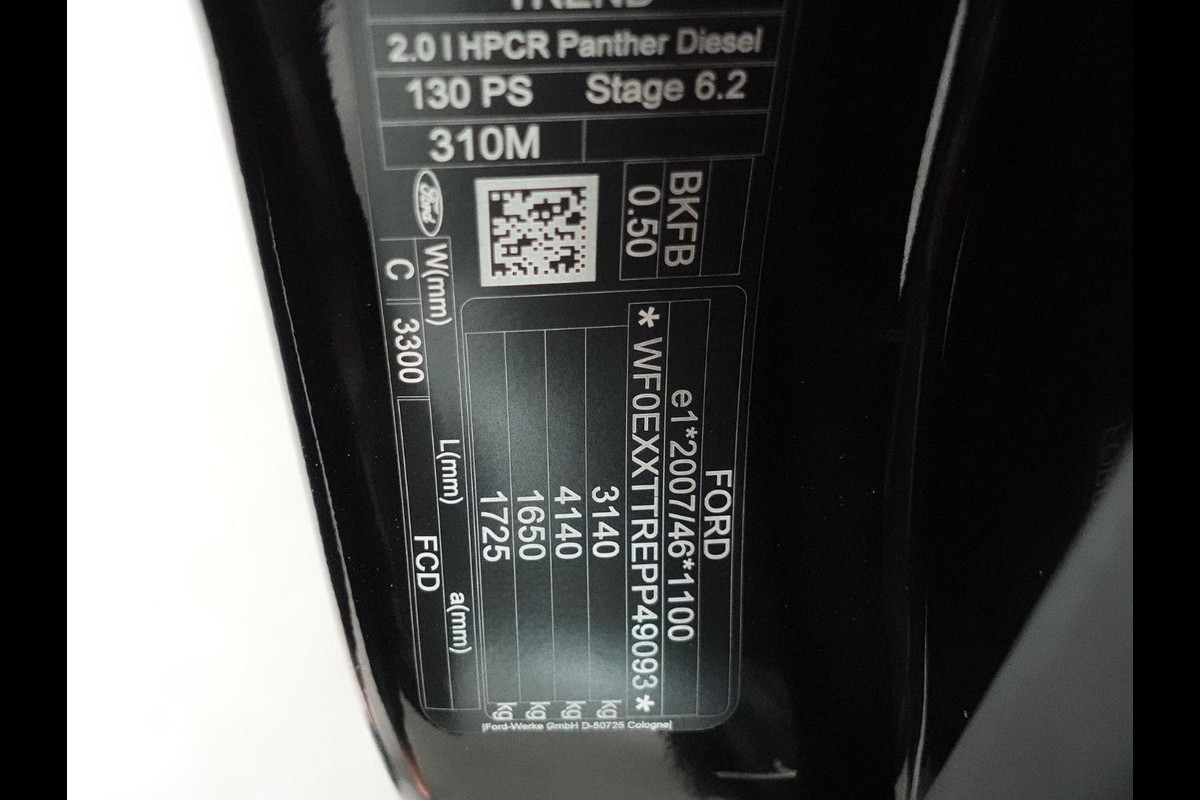 TREND
2.0 l HPCR Panther Diesel
130 PS Stage 6.2
310M
Ford
BKFB
0.50
FORD
e1*2007/46*1100
*WF0EXXTTREPP49093*
3140 kg
4140 kg
1650 kg
1725 kg
W(mm) L(mm) a(mm)
C 3300 FCD
Ford-Werke GmbH D-50725 Cologne